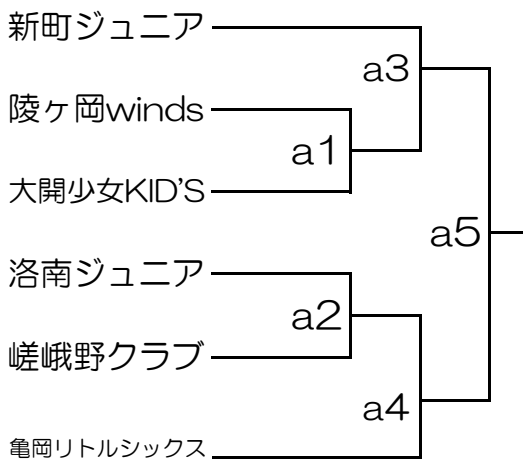 新町ジュニア
a3
陵ヶ岡winds
a1
大開少女KID'S
a5
洛南ジュニア
a2
嵯峨野クラブ
a4
亀岡リトルシックス